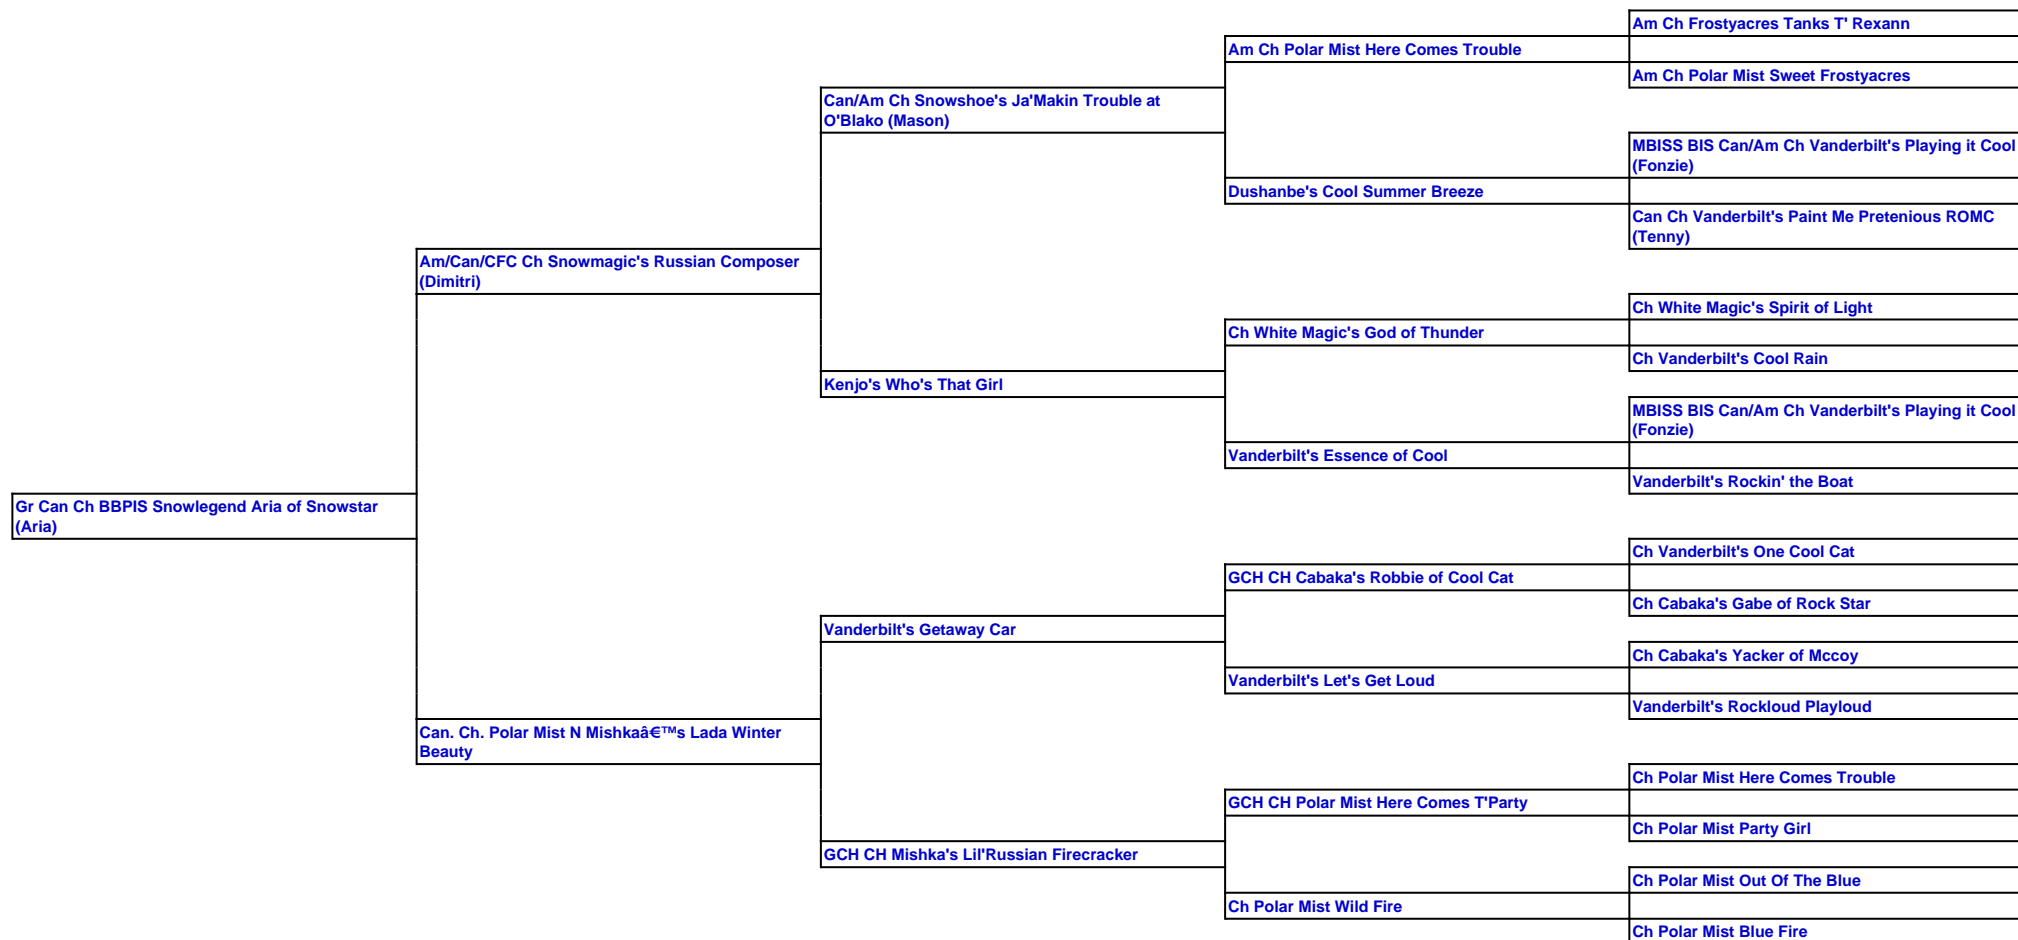 Am Ch Frostyacres Tanks T' Rexann
Am Ch Polar Mist Here Comes Trouble
Am Ch Polar Mist Sweet Frostyacres
Can/Am Ch Snowshoe's Ja'Makin Trouble at
O'Blako (Mason)
MBISS BIS Can/Am Ch Vanderbilt's Playing it Cool
(Fonzie)
Dushanbe's Cool Summer Breeze
Can Ch Vanderbilt's Paint Me Pretenious ROMC
(Tenny)
Am/Can/CFC Ch Snowmagic's Russian Composer
(Dimitri)
Ch White Magic's Spirit of Light
Ch White Magic's God of Thunder
Ch Vanderbilt's Cool Rain
Kenjo's Who's That Girl
MBISS BIS Can/Am Ch Vanderbilt's Playing it Cool
(Fonzie)
Vanderbilt's Essence of Cool
Vanderbilt's Rockin' the Boat
Gr Can Ch BBPIS Snowlegend Aria of Snowstar
(Aria)
Ch Vanderbilt's One Cool Cat
GCH CH Cabaka's Robbie of Cool Cat
Ch Cabaka's Gabe of Rock Star
Vanderbilt's Getaway Car
Ch Cabaka's Yacker of Mccoy
Vanderbilt's Let's Get Loud
Vanderbilt's Rockloud Playloud
Can. Ch. Polar Mist N Mishkaâ€™s Lada Winter
Beauty
Ch Polar Mist Here Comes Trouble
GCH CH Polar Mist Here Comes T'Party
Ch Polar Mist Party Girl
GCH CH Mishka's Lil'Russian Firecracker
Ch Polar Mist Out Of The Blue
Ch Polar Mist Wild Fire
Ch Polar Mist Blue Fire